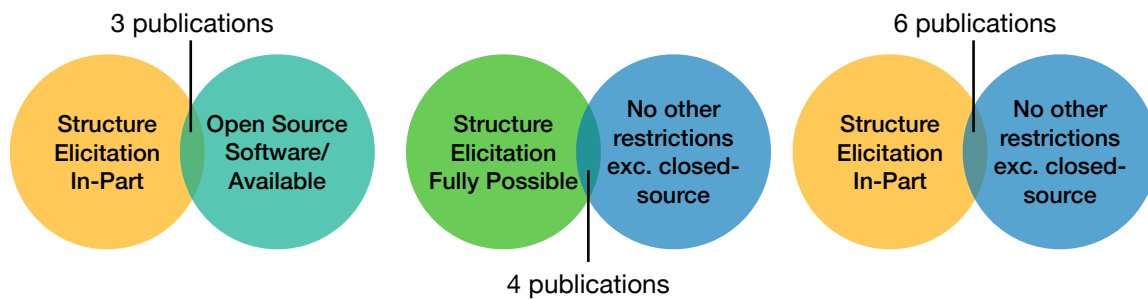 3 publications
Structure
Elicitation
In-Part
Open Source
Software/
Available
Structure
Elicitation
Fully Possible
No other
restrictions
exc. closed-
source
4 publications
6 publications
Structure
Elicitation
In-Part
No other
restrictions
exc. closed-
source